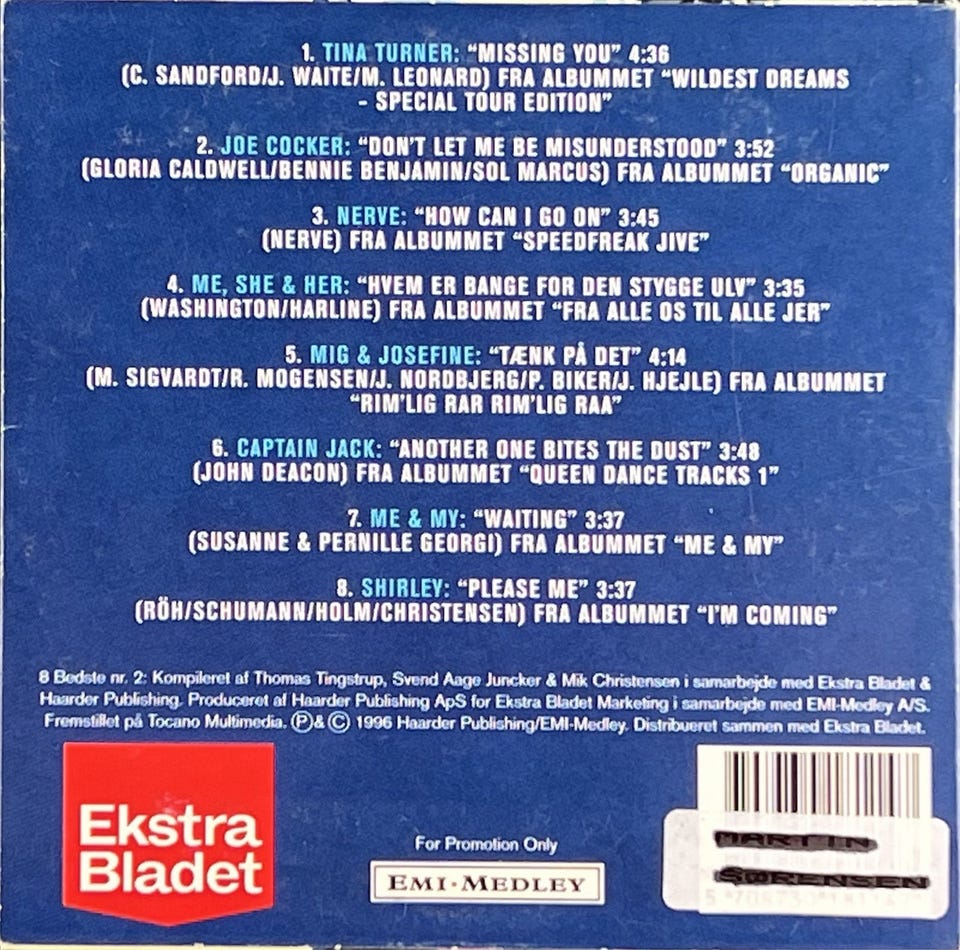 1. TINA TURNER: “MISSING YOU” 4:36
(C. SANDFORD/J. WAITE/M. LEONARD) FRA ALBUMMET “WILDEST DREAMS
- SPECIAL TOUR EDITION”
2. JOE COCKER: “DON'T LET ME BE MISUNDERSTOOD” 3:52
(GLORIA CALDWELL/BENNIE BENJAMIN/SOL MARCUS) FRA ALBUMMET “ORGANIC”
3. NERVE: “HOW CAN I GO ON” 3:45
(NERVE) FRA ALBUMMET “SPEEDFREAK JIVE”
4. ME, SHE & HER: “HVEM ER BANGE FOR DEN STYGGE ULV” 3:35
(WASHINGTON/HARLINE) FRA ALBUMMET “FRA ALLE OS TIL ALLE JER”
5. MIG & JOSEFINE: “TÆNK PÅ DET” 4:14
(M. SIGVARDT/R. MOGENSEN/J. NORDBJERG/P. BIKER/J. HJEJLE) FRA ALBUMMET
“RIM'LIG RAR RIM'LIG RAA”
6. CAPTAIN JACK: “ANOTHER ONE BITES THE DUST” 3:48
(JOHN DEACON) FRA ALBUMMET “QUEEN DANCE TRACKS 1”
7. ME & MY: “WAITING” 3:37
(SUSANNE & PERNILLE GEORGI) FRA ALBUMMET “ME & MY”
8. SHIRLEY: “PLEASE ME” 3:37
(RÖH/SCHUMANN/HOLM/CHRISTENSEN) FRA ALBUMMET “I'M COMING”
8 Bedste nr. 2: Kompileret af Thomas Tingstrup, Svend Aage Juncker & Mik Christensen i samarbejde med Ekstra Bladet &
Haarder Publishing. Produceret af Haarder Publishing ApS for Ekstra Bladet Marketing i samarbejde med EMI-Medley A/S.
Fremstillet på Tocano Multimedia. Ⓟ&© 1996 Haarder Publishing/EMI-Medley. Distribueret sammen med Ekstra Bladet.
Ekstra
Bladet
For Promotion Only
EMI·MEDLEY
MARTIN
SØRENSEN